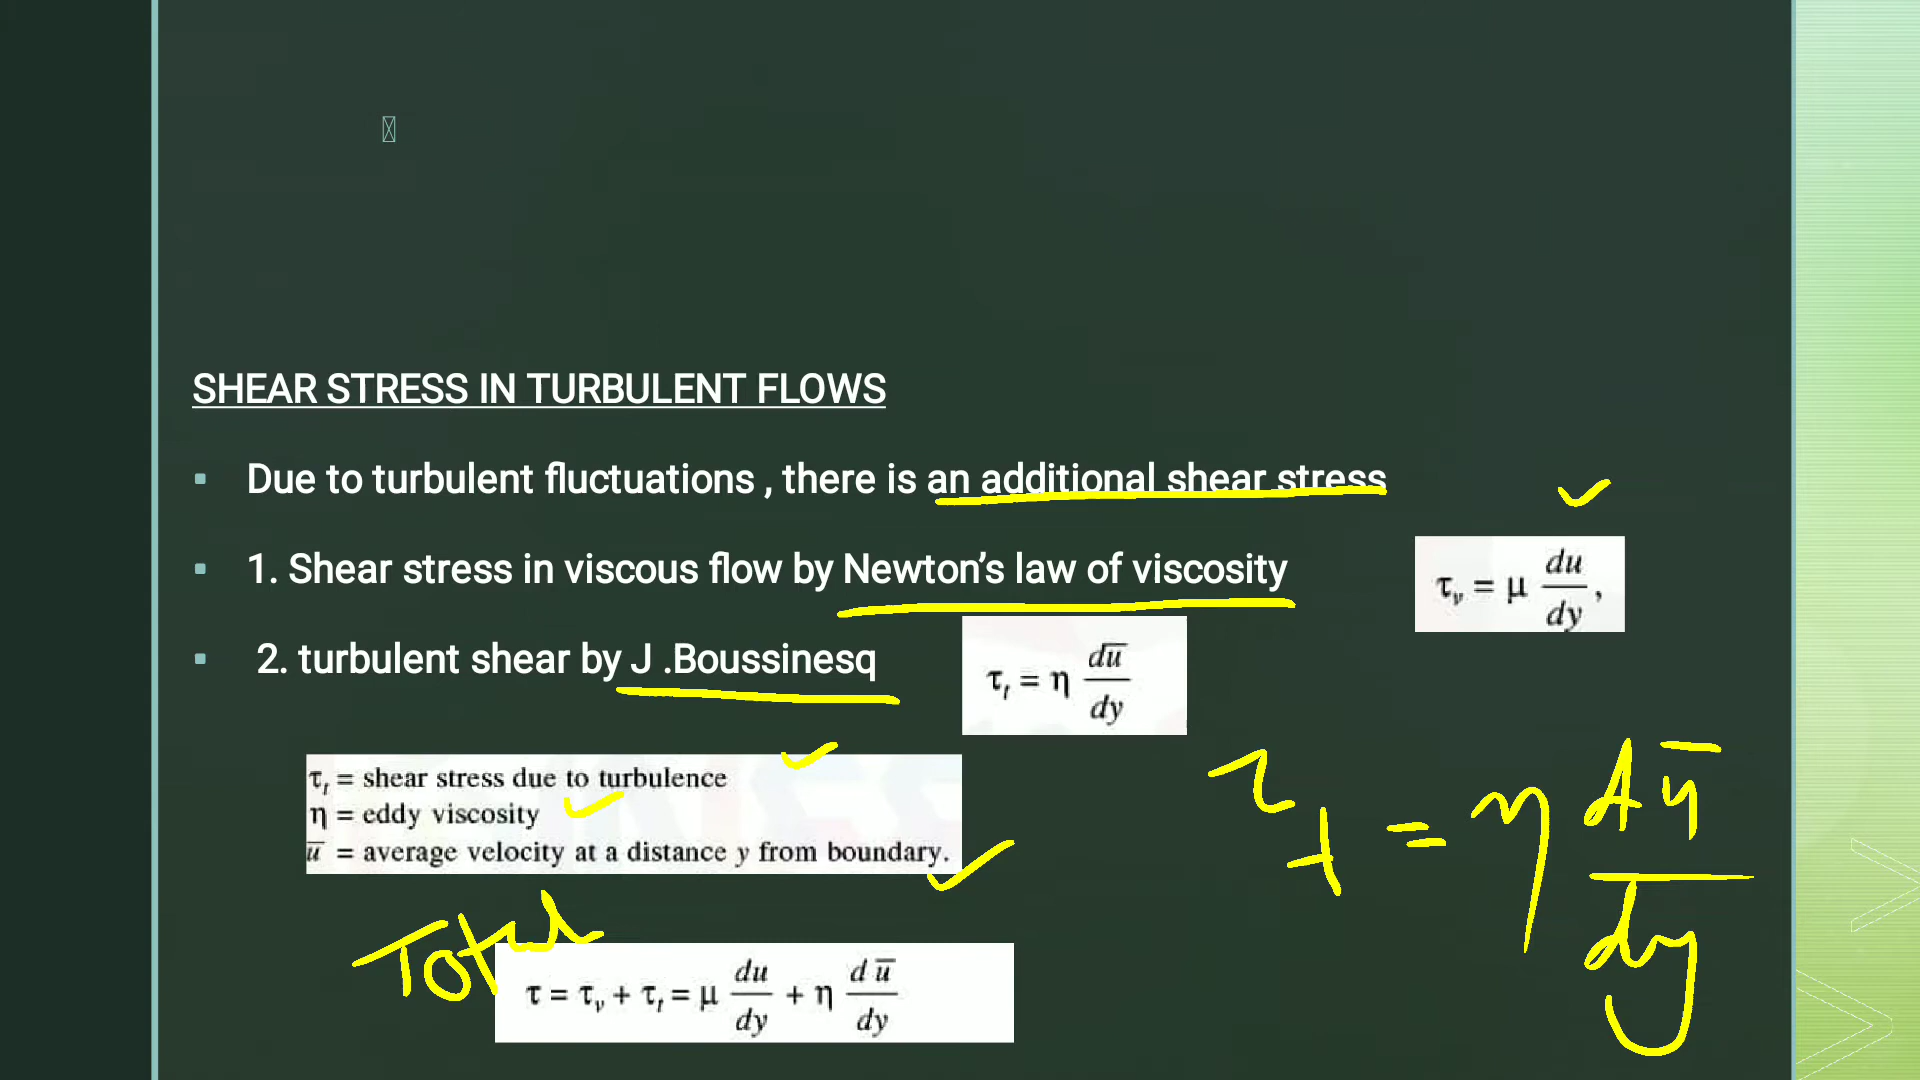 SHEAR STRESS IN TURBULENT FLOWS
▪ Due to turbulent fluctuations , there is an additional shear stress
▪ 1. Shear stress in viscous flow by Newton’s law of viscosity
τᵥ = μ du/dy ,
▪ 2. turbulent shear by J .Boussinesq
τₜ = η du̅/dy
τₜ = shear stress due to turbulence
η = eddy viscosity
u̅ = average velocity at a distance y from boundary.
τₜ = η du̅/dy
Total
τ = τᵥ + τₜ = μ du/dy + η d u̅/dy